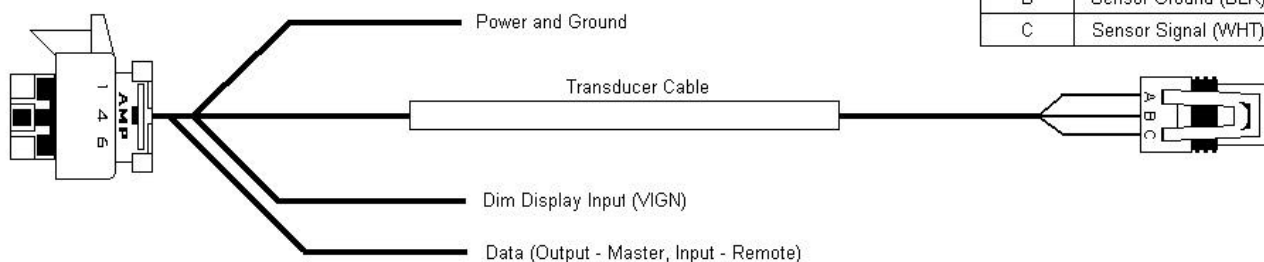 B Sensor Ground (BLK)
C Sensor Signal (WHT)
Power and Ground
Transducer Cable
1
4
6
AMP
A
B
C
Dim Display Input (VIGN)
Data (Output - Master, Input - Remote)